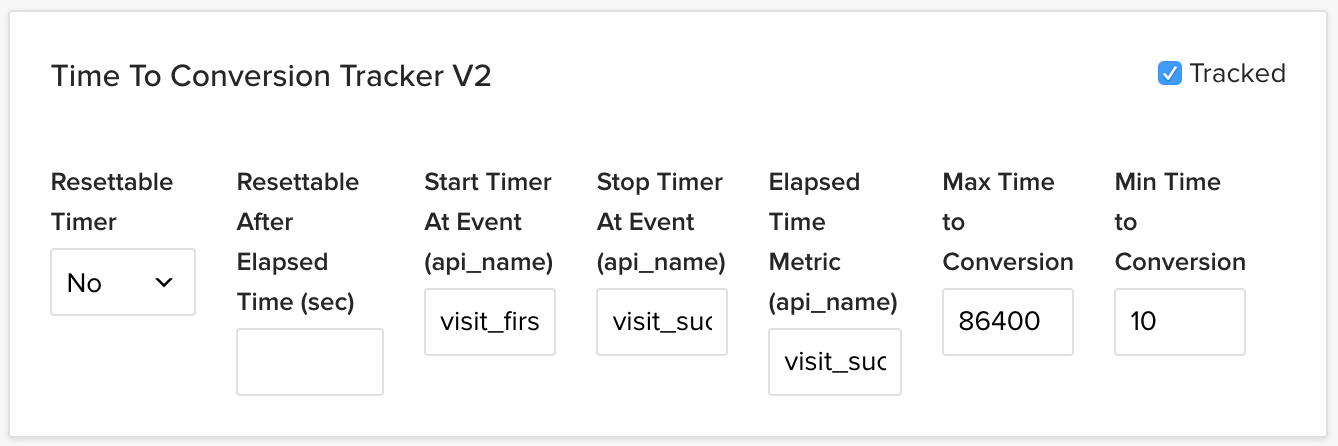 Time To Conversion Tracker V2
Tracked
Resettable
Timer
No
Resettable
After
Elapsed
Time (sec)
Start Timer
At Event
(api_name)
visit_firs
Stop Timer
At Event
(api_name)
visit_suc
Elapsed
Time
Metric
(api_name)
visit_suc
Max Time
to
Conversion
86400
Min Time
to
Conversion
10